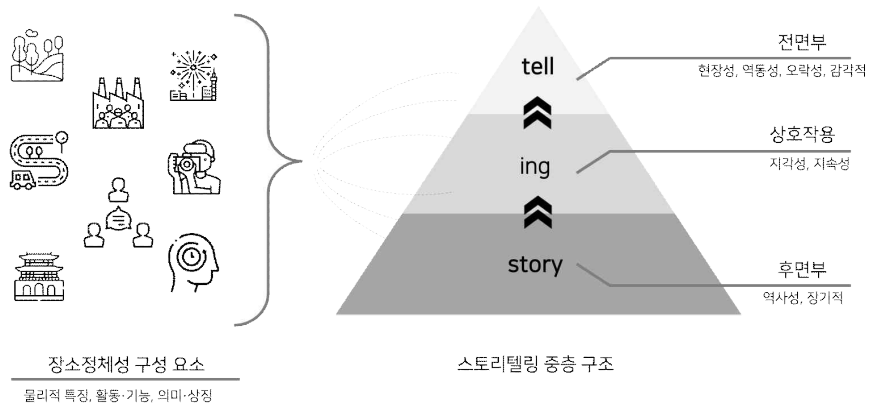 tell
전면부
현장성, 역동성, 오락성, 감각적
ing
상호작용
지각성, 지속성
story
후면부
역사성, 장기적
장소정체성 구성 요소
물리적 특징, 활동·기능, 의미·상징
스토리텔링 중층 구조